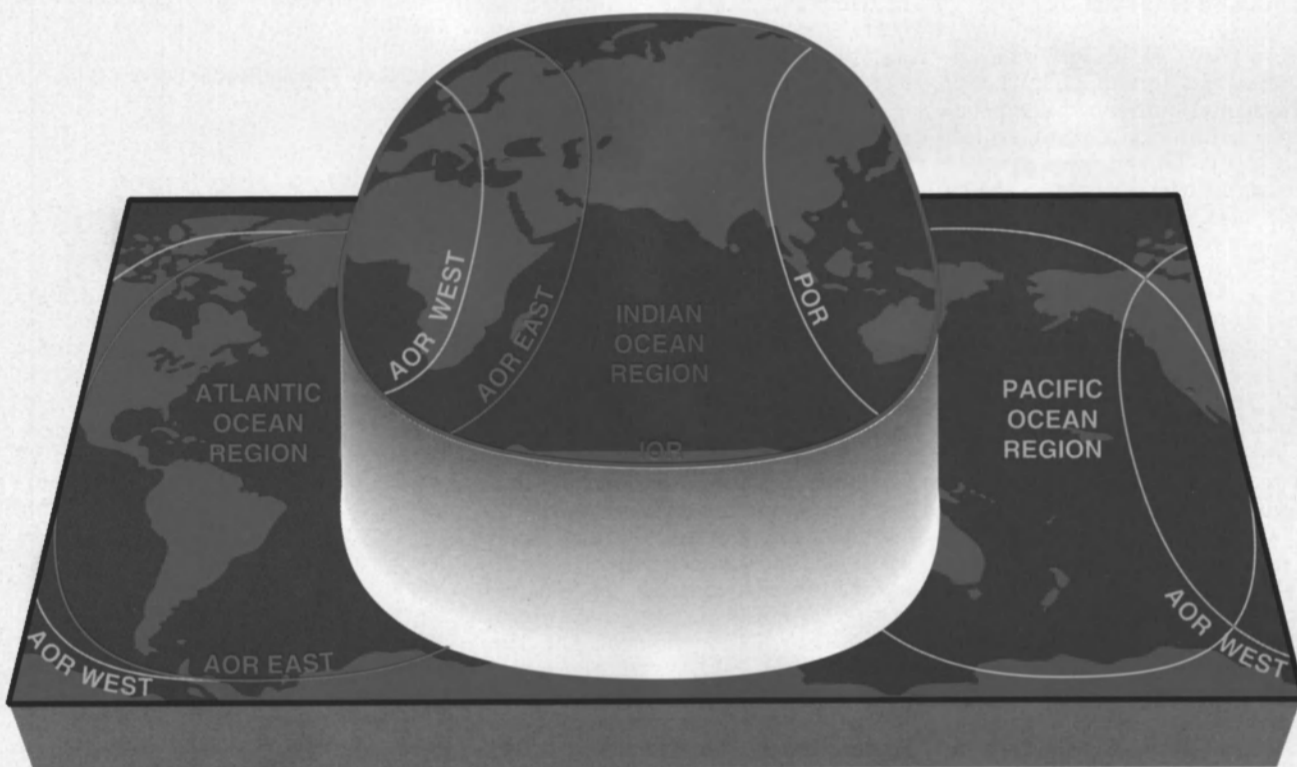 AOR WEST
AOR EAST
INDIAN
OCEAN
REGION
POR
IOR
ATLANTIC
OCEAN
REGION
PACIFIC
OCEAN
REGION
AOR WEST
AOR EAST
AOR WEST